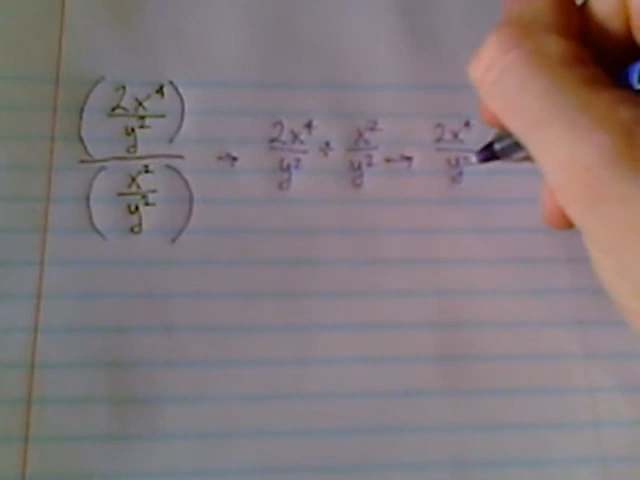 (2x⁴/y²)/(x²/y²) → 2x⁴/y² ÷ x²/y² → 2x⁴/y²